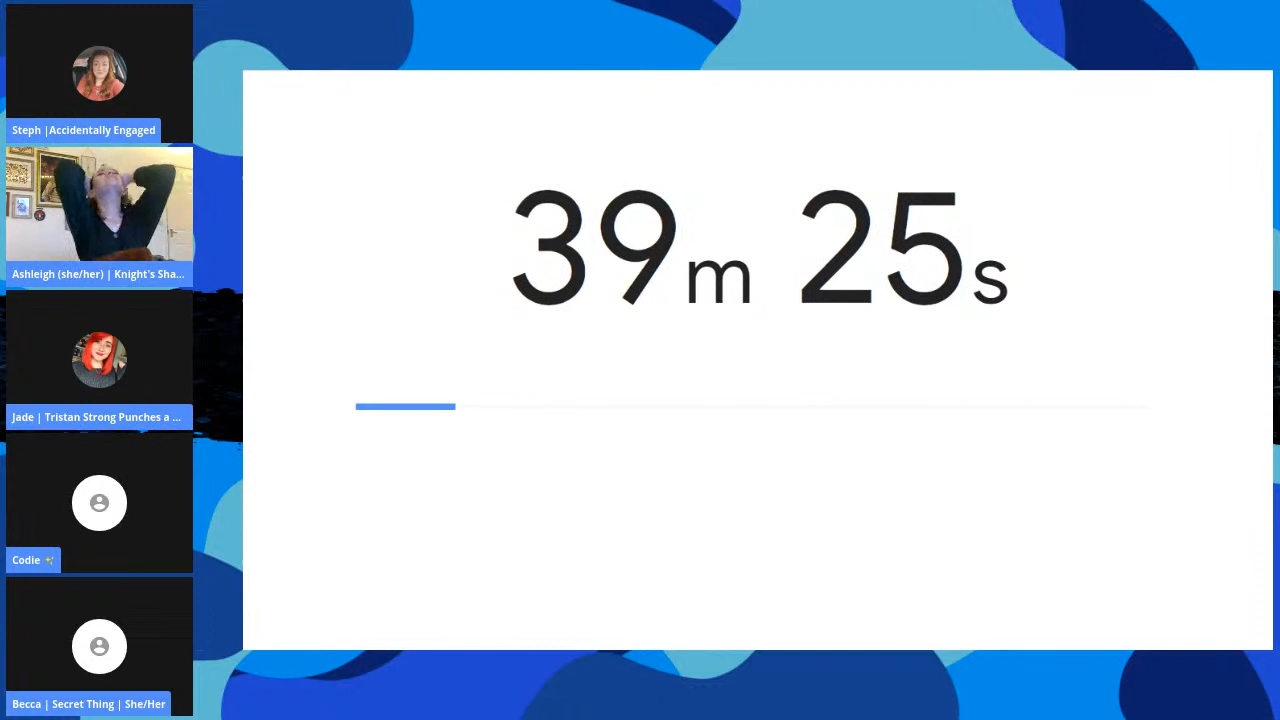 Steph |Accidentally Engaged
Ashleigh (she/her) | Knight's Sha...
Jade | Tristan Strong Punches a ...
Codie ✨
Becca | Secret Thing | She/Her
39m 25s